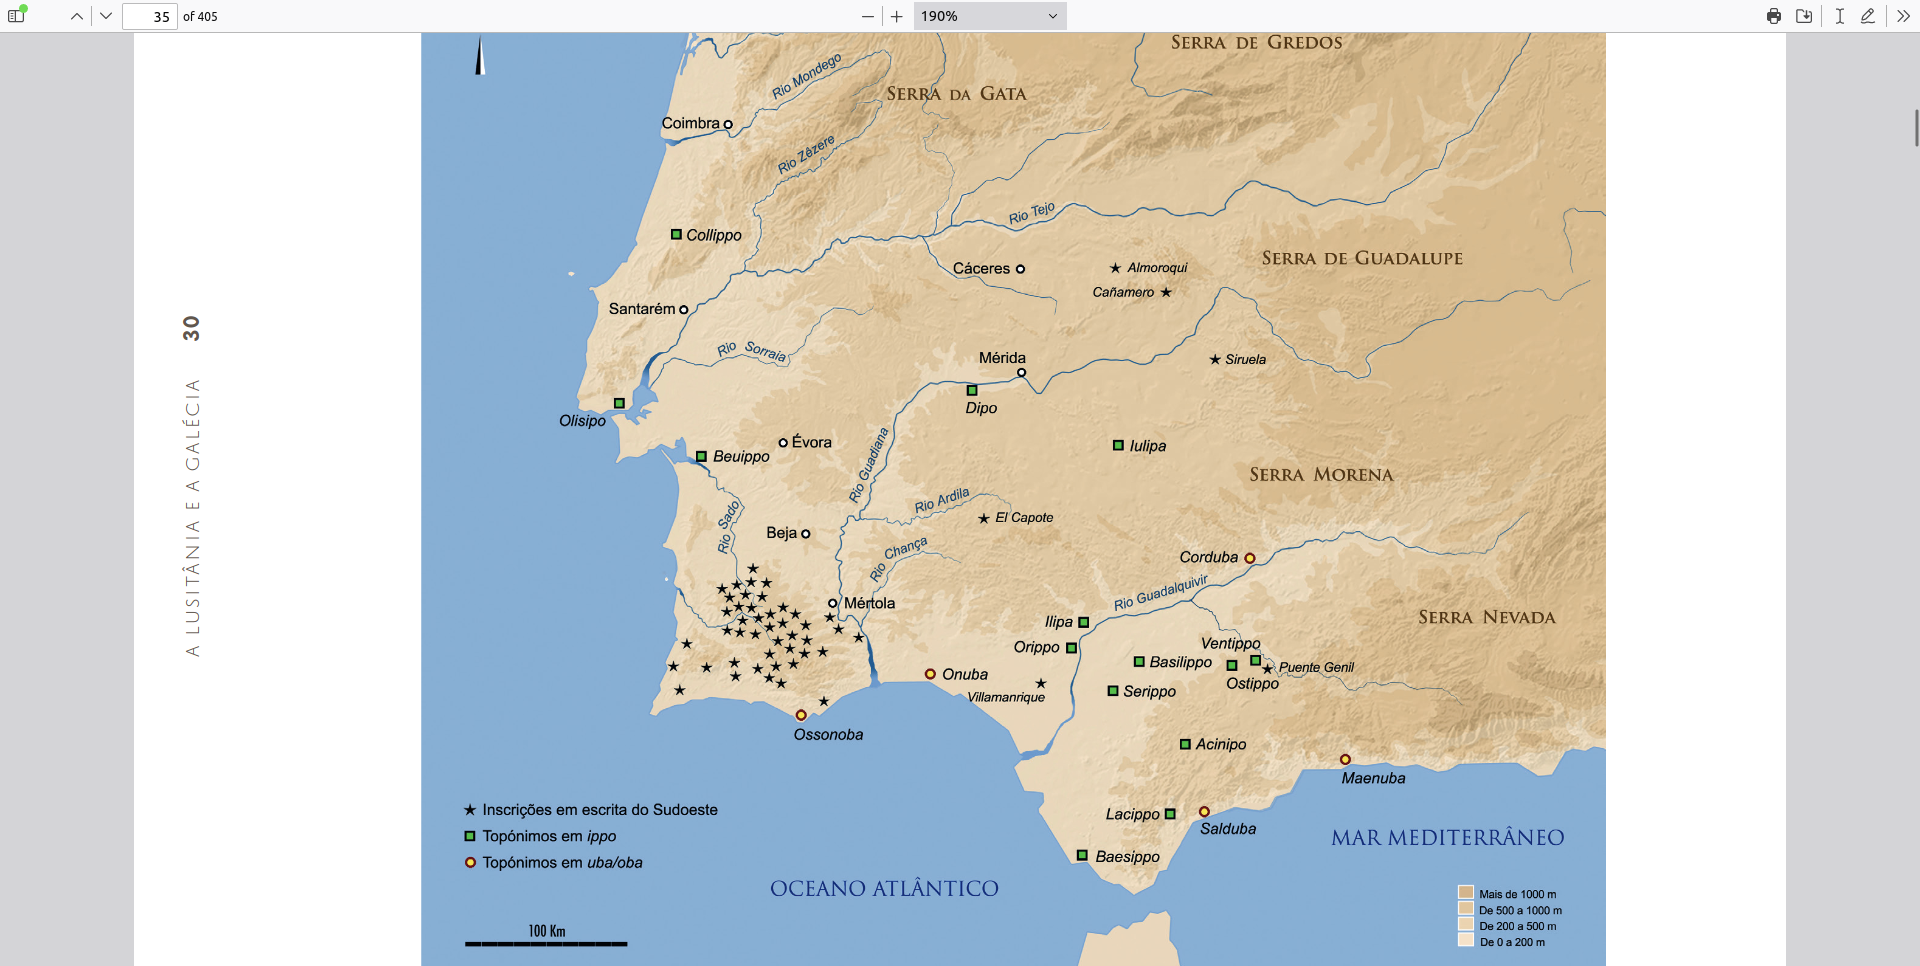 35
of 405
190%
30
A LUSITÂNIA E A GALÉCIA
SERRA DE GREDOS
Rio Mondego
SERRA DA GATA
Coimbra
Rio Zêzere
Rio Tejo
Collippo
SERRA DE GUADALUPE
Cáceres
Almoroqui
Cañamero
Santarém
Rio Sorraia
Mérida
Siruela
Dipo
Olisipo
Évora
Iulipa
Beuippo
Rio Guadiana
SERRA MORENA
Rio Ardila
El Capote
Rio Sado
Beja
Rio Chança
Corduba
Rio Guadalquivir
Mértola
Ilipa
SERRA NEVADA
Orippo
Ventippo
Basilippo
Puente Genil
Onuba
Ostippo
Villamanrique
Serippo
Ossonoba
Acinipo
Maenuba
Inscrições em escrita do Sudoeste
Lacippo
Salduba
Topónimos em ippo
MAR MEDITERRÂNEO
Baesippo
Topónimos em uba/oba
OCEANO ATLÂNTICO
Mais de 1000 m
De 500 a 1000 m
De 200 a 500 m
De 0 a 200 m
100 Km